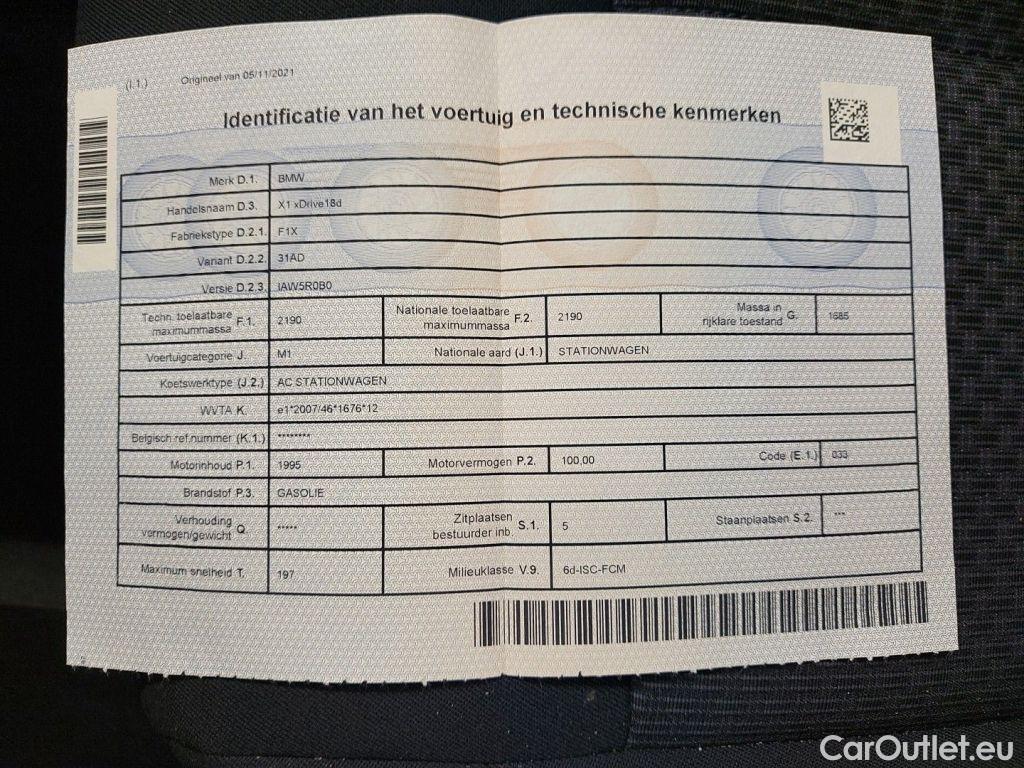 (I.1.) Origineel van 05/11/2021
Identificatie van het voertuig en technische kenmerken
Merk D.1. BMW
Handelsnaam D.3. X1 xDrive18d
Fabriekstype D.2.1. F1X
Variant D.2.2. 31AD
Versie D.2.3. IAW5R0B0
Techn. toelaatbare maximummassa F.1. 2190 Nationale toelaatbare maximummassa F.2. 2190 Massa in rijklare toestand G. 1685
Voertuigcategorie J. M1 Nationale aard (J.1.) STATIONWAGEN
Koetswerktype (J.2.) AC STATIONWAGEN
WVTA K. e1*2007/46*1676*12
Belgisch ref.nummer (K.1.) ********
Motorinhoud P.1. 1995 Motorvermogen P.2. 100,00 Code (E.1.) 033
Brandstof P.3. GASOLIE
Verhouding vermogen/gewicht Q ***** Zitplaatsen bestuurder inb. S.1. 5 Staanplaatsen S.2. ***
Maximum snelheid T. 197 Milieuklasse V.9. 6d-ISC-FCM
CarOutlet.eu